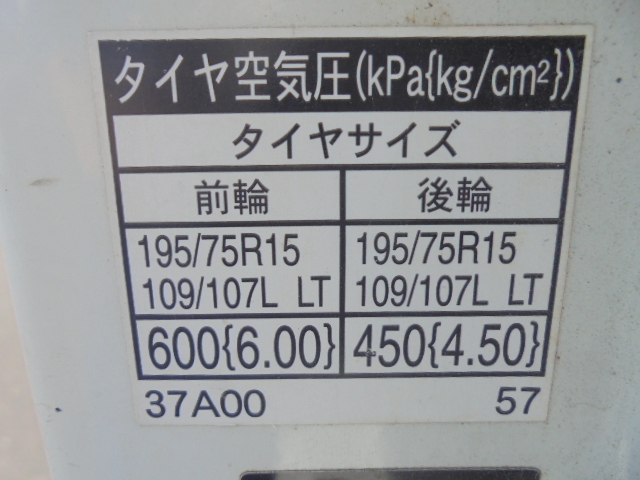 タイヤ空気圧(kPa{kg/cm²})
タイヤサイズ
前輪 後輪
195/75R15 195/75R15
109/107L LT 109/107L LT
600{6.00} 450{4.50}
37A00 57